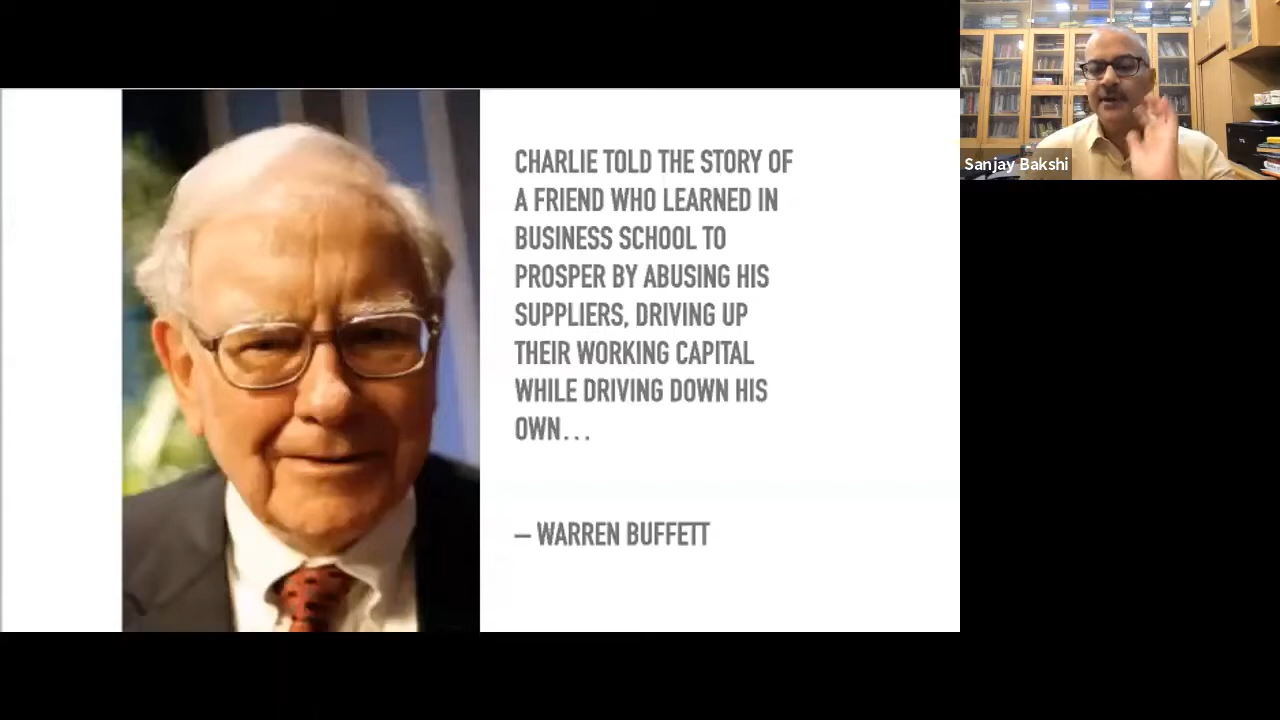 CHARLIE TOLD THE STORY OF
A FRIEND WHO LEARNED IN
BUSINESS SCHOOL TO
PROSPER BY ABUSING HIS
SUPPLIERS, DRIVING UP
THEIR WORKING CAPITAL
WHILE DRIVING DOWN HIS
OWN...
– WARREN BUFFETT
Sanjay Bakshi